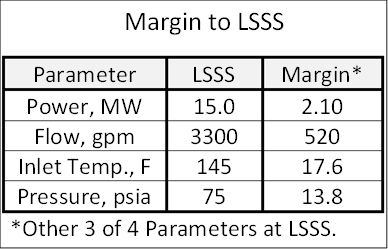 Margin to LSSS
Parameter LSSS Margin*
Power, MW 15.0 2.10
Flow, gpm 3300 520
Inlet Temp., F 145 17.6
Pressure, psia 75 13.8
*Other 3 of 4 Parameters at LSSS.